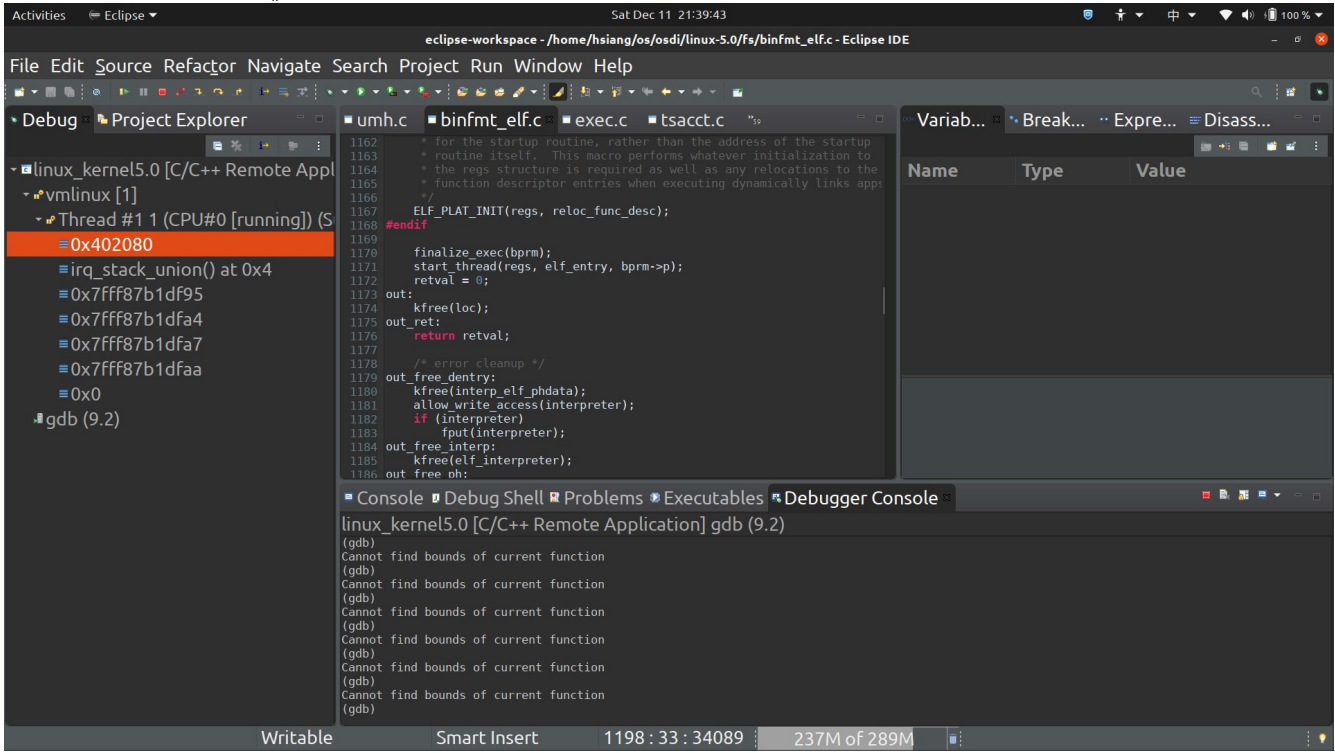 Activities Eclipse Sat Dec 11 21:39:43 中 100 %
eclipse-workspace - /home/hsiang/os/osdi/linux-5.0/fs/binfmt_elf.c - Eclipse IDE
File Edit Source Refactor Navigate Search Project Run Window Help
Debug Project Explorer
linux_kernel5.0 [C/C++ Remote Appl
vmlinux [1]
Thread #1 1 (CPU#0 [running]) (S
0x402080
irq_stack_union() at 0x4
0x7fff87b1df95
0x7fff87b1dfa4
0x7fff87b1dfa7
0x7fff87b1dfaa
0x0
gdb (9.2)
umh.c binfmt_elf.c exec.c tsacct.c "59
1162 * for the startup routine, rather than the address of the startup
1163 * routine itself. This macro performs whatever initialization to
1164 * the regs structure is required as well as any relocations to the
1165 * function descriptor entries when executing dynamically links apps
1166 */
1167 ELF_PLAT_INIT(regs, reloc_func_desc);
1168 #endif
1169
1170 finalize_exec(bprm);
1171 start_thread(regs, elf_entry, bprm->p);
1172 retval = 0;
1173 out:
1174 kfree(loc);
1175 out_ret:
1176 return retval;
1177
1178 /* error cleanup */
1179 out_free_dentry:
1180 kfree(interp_elf_phdata);
1181 allow_write_access(interpreter);
1182 if (interpreter)
1183 fput(interpreter);
1184 out_free_interp:
1185 kfree(elf_interpreter);
1186 out_free_ph:
Variab... Break... Expre... Disass...
Name Type Value
Console Debug Shell Problems Executables Debugger Console
linux_kernel5.0 [C/C++ Remote Application] gdb (9.2)
(gdb)
Cannot find bounds of current function
(gdb)
Cannot find bounds of current function
(gdb)
Cannot find bounds of current function
(gdb)
Cannot find bounds of current function
(gdb)
Cannot find bounds of current function
(gdb)
Cannot find bounds of current function
(gdb)
Writable Smart Insert 1198 : 33 : 34089 237M of 289M